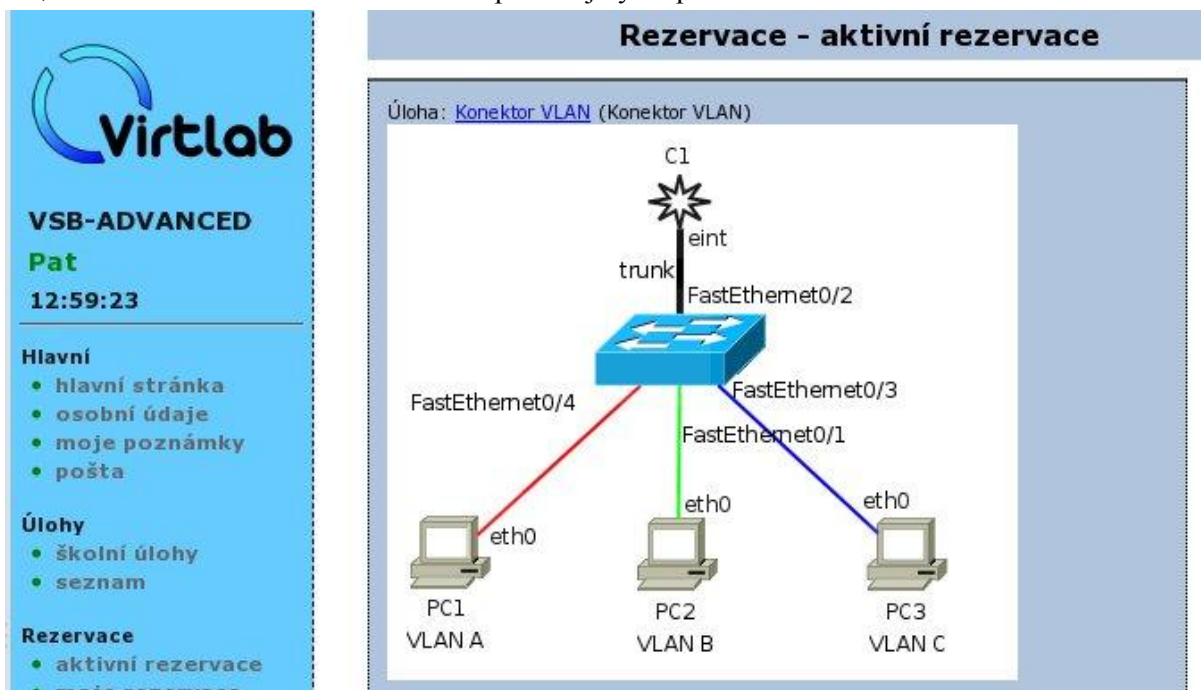 Virtlab
VSB-ADVANCED
Pat
12:59:23
Hlavní
hlavní stránka
osobní údaje
moje poznámky
pošta
Úlohy
školní úlohy
seznam
Rezervace
aktivní rezervace
Rezervace - aktivní rezervace
Úloha: Konektor VLAN (Konektor VLAN)
C1
eint
trunk
FastEthernet0/2
FastEthernet0/4
FastEthernet0/3
FastEthernet0/1
eth0
eth0
eth0
PC1
VLAN A
PC2
VLAN B
PC3
VLAN C